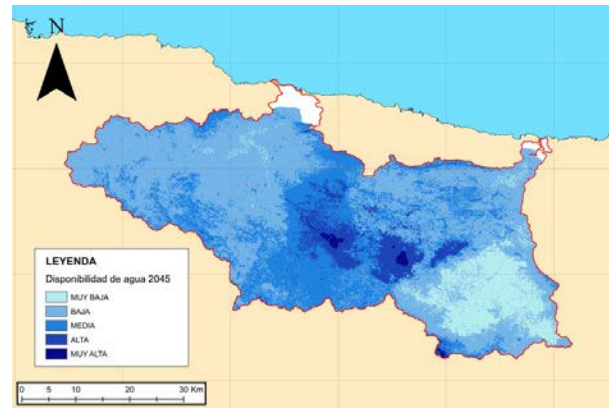 N
LEYENDA
Disponibilidad de agua 2045
MUY BAJA
BAJA
MEDIA
ALTA
MUY ALTA
0 5 10 20 30 Km